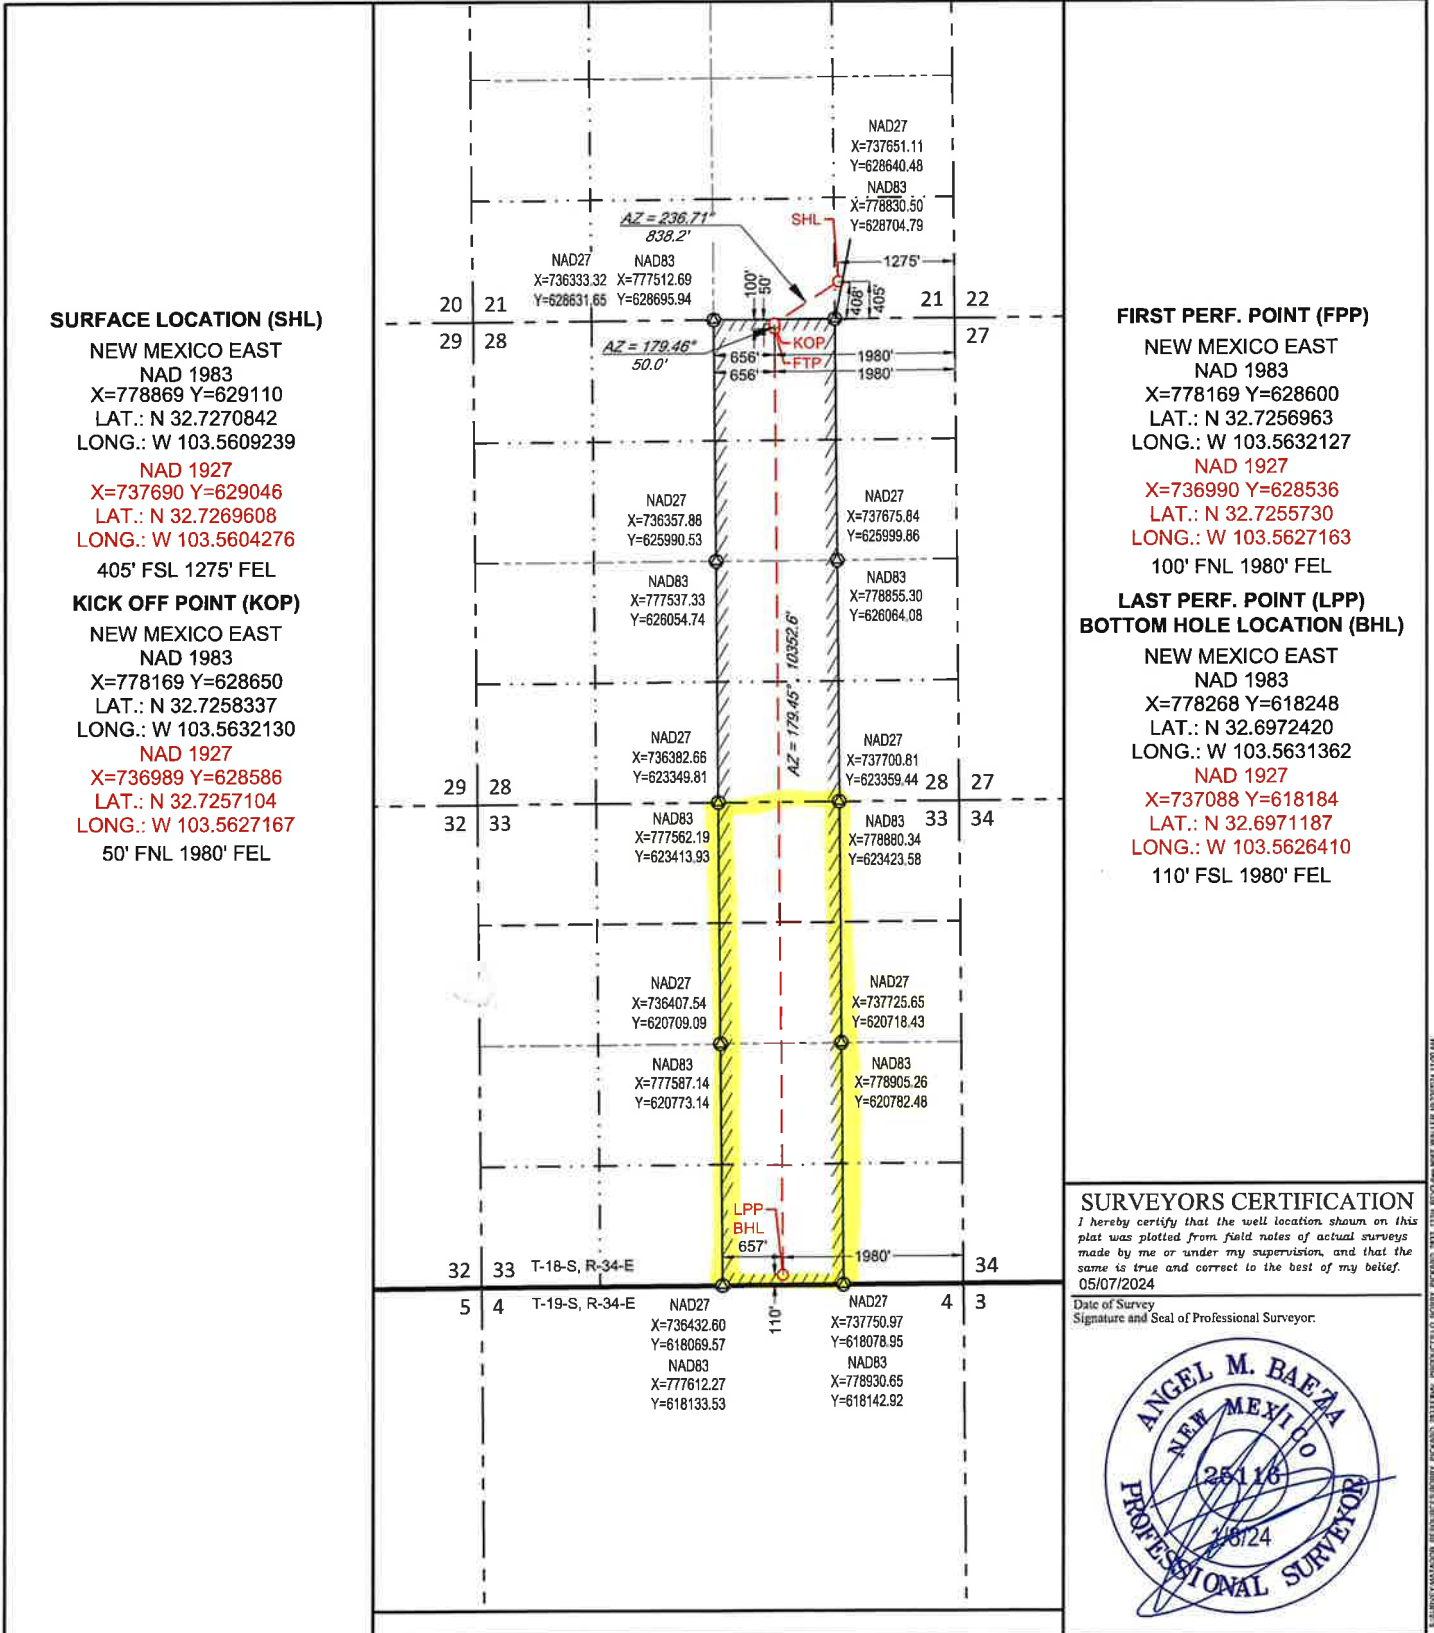 SURFACE LOCATION (SHL)
NEW MEXICO EAST
NAD 1983
X=778869 Y=629110
LAT.: N 32.7270842
LONG.: W 103.5609239
NAD 1927
X=737690 Y=629046
LAT.: N 32.7269608
LONG.: W 103.5604276
405' FSL 1275' FEL
KICK OFF POINT (KOP)
NEW MEXICO EAST
NAD 1983
X=778169 Y=628650
LAT.: N 32.7258337
LONG.: W 103.5632130
NAD 1927
X=736989 Y=628586
LAT.: N 32.7257104
LONG.: W 103.5627167
50' FNL 1980' FEL
NAD27
X=737651.11
Y=628640.48
NAD83
X=778830.50
Y=628704.79
AZ = 236.71°
838.2'
SHL
1275'
NAD27
X=736333.32
Y=628631.65
NAD83
X=777512.69
Y=628695.94
100'
50'
408'
405'
20 21
29 28
21 22
27
AZ = 179.46°
50.0'
KOP
FTP
656'
1980'
656'
1980'
NAD27
X=736357.88
Y=625990.53
NAD83
X=777537.33
Y=626054.74
NAD27
X=737675.84
Y=625999.86
NAD83
X=778855.30
Y=626064.08
AZ = 179.45°, 10352.6'
NAD27
X=736382.66
Y=623349.81
NAD83
X=777562.19
Y=623413.93
NAD27
X=737700.81
Y=623359.44
NAD83
X=778880.34
Y=623423.58
29 28
32 33
28 27
33 34
NAD27
X=736407.54
Y=620709.09
NAD83
X=777587.14
Y=620773.14
NAD27
X=737725.65
Y=620718.43
NAD83
X=778905.26
Y=620782.48
LPP
BHL
657'
1980'
110'
32 33 T-18-S, R-34-E
5 4 T-19-S, R-34-E
34
4 3
NAD27
X=736432.60
Y=618069.57
NAD83
X=777612.27
Y=618133.53
NAD27
X=737750.97
Y=618078.95
NAD83
X=778930.65
Y=618142.92
FIRST PERF. POINT (FPP)
NEW MEXICO EAST
NAD 1983
X=778169 Y=628600
LAT.: N 32.7256963
LONG.: W 103.5632127
NAD 1927
X=736990 Y=628536
LAT.: N 32.7255730
LONG.: W 103.5627163
100' FNL 1980' FEL
LAST PERF. POINT (LPP)
BOTTOM HOLE LOCATION (BHL)
NEW MEXICO EAST
NAD 1983
X=778268 Y=618248
LAT.: N 32.6972420
LONG.: W 103.5631362
NAD 1927
X=737088 Y=618184
LAT.: N 32.6971187
LONG.: W 103.5626410
110' FSL 1980' FEL
SURVEYORS CERTIFICATION
I hereby certify that the well location shown on this
plat was plotted from field notes of actual surveys
made by me or under my supervision, and that the
same is true and correct to the best of my belief.
05/07/2024
Date of Survey
Signature and Seal of Professional Surveyor:
ANGEL M. BAEZA
NEW MEXICO
25116
PROFESSIONAL SURVEYOR